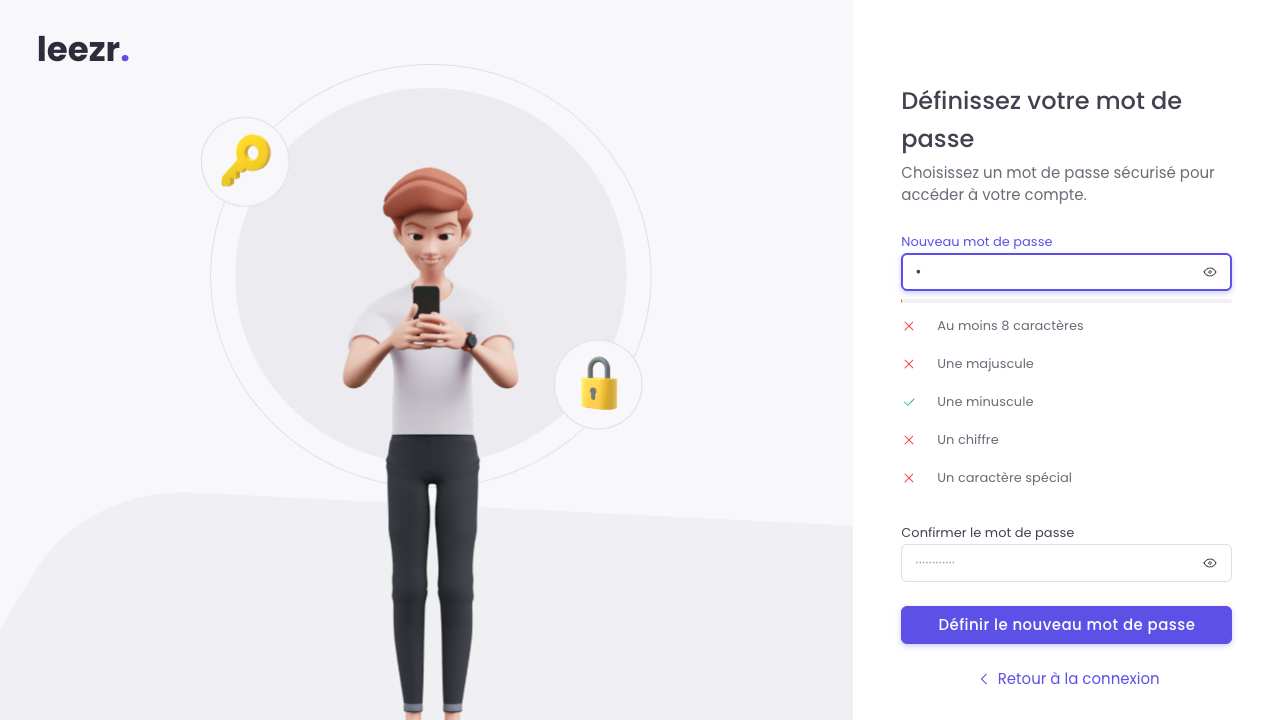 leezr.
Définissez votre mot de
passe
Choisissez un mot de passe sécurisé pour
accéder à votre compte.
Nouveau mot de passe
•
Au moins 8 caractères
Une majuscule
Une minuscule
Un chiffre
Un caractère spécial
Confirmer le mot de passe
············
Définir le nouveau mot de passe
Retour à la connexion